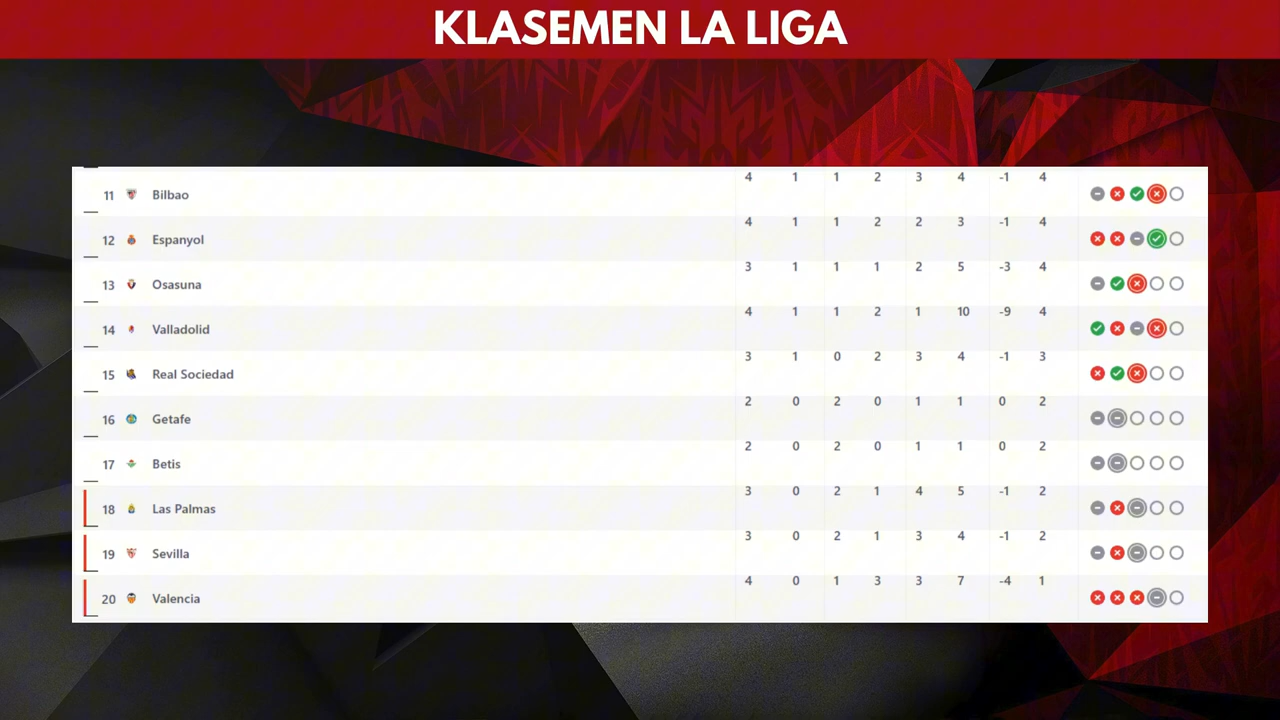 KLASEMEN LA LIGA
11 Bilbao 4 1 1 2 3 4 -1 4
12 Espanyol 4 1 1 2 2 3 -1 4
13 Osasuna 3 1 1 1 2 5 -3 4
14 Valladolid 4 1 1 2 1 10 -9 4
15 Real Sociedad 3 1 0 2 3 4 -1 3
16 Getafe 2 0 2 0 1 1 0 2
17 Betis 2 0 2 0 1 1 0 2
18 Las Palmas 3 0 2 1 4 5 -1 2
19 Sevilla 3 0 2 1 3 4 -1 2
20 Valencia 4 0 1 3 3 7 -4 1